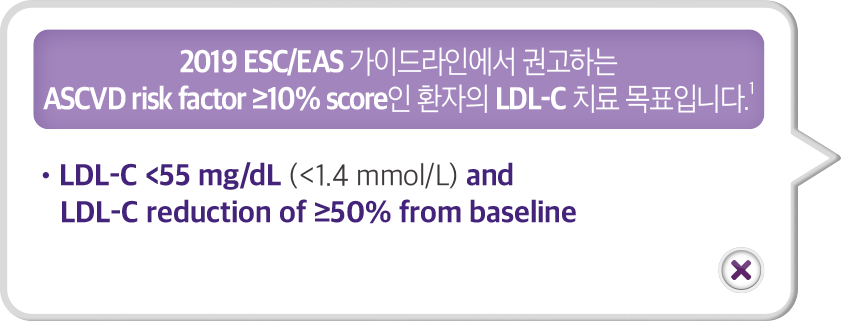 2019 ESC/EAS 가이드라인에서 권고하는
ASCVD risk factor ≥10% score인 환자의 LDL-C 치료 목표입니다.1
• LDL-C <55 mg/dL (<1.4 mmol/L) and
LDL-C reduction of ≥50% from baseline